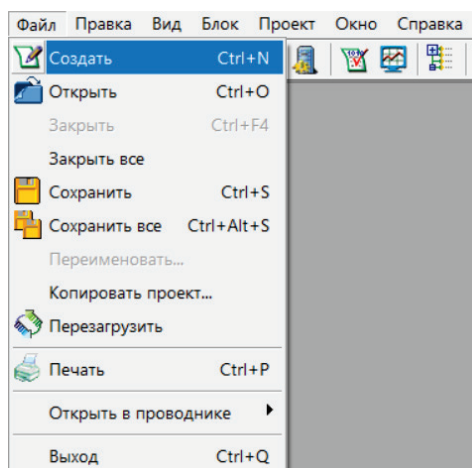 Файл Правка Вид Блок Проект Окно Справка
Создать Ctrl+N
Открыть Ctrl+O
Закрыть Ctrl+F4
Закрыть все
Сохранить Ctrl+S
Сохранить все Ctrl+Alt+S
Переименовать...
Копировать проект...
Перезагрузить
Печать Ctrl+P
Открыть в проводнике
Выход Ctrl+Q